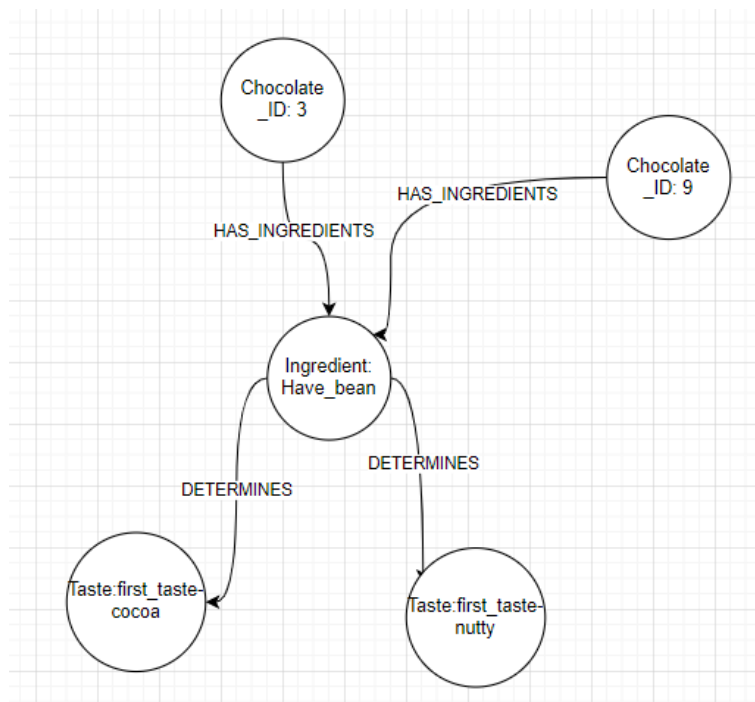 Chocolate
_ID: 3
Chocolate
_ID: 9
HAS_INGREDIENTS
HAS_INGREDIENTS
Ingredient:
Have_bean
DETERMINES
DETERMINES
Taste:first_taste-
cocoa
Taste:first_taste-
nutty